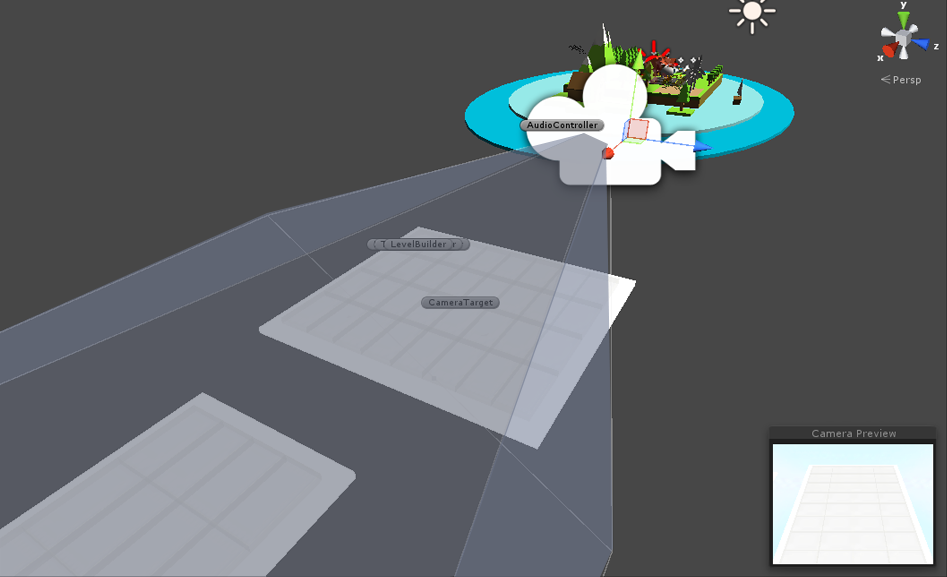 y
z
x
Persp
AudioController
LevelBuilder
CameraTarget
Camera Preview